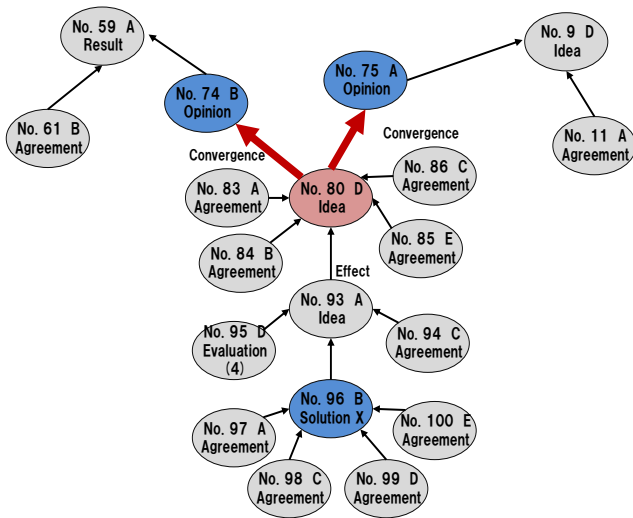 No. 59 A
Result
No. 9 D
Idea
No. 75 A
Opinion
No. 74 B
Opinion
No. 61 B
Agreement
No. 11 A
Agreement
Convergence
Convergence
No. 86 C
Agreement
No. 83 A
Agreement
No. 80 D
Idea
No. 84 B
Agreement
No. 85 E
Agreement
Effect
No. 93 A
Idea
No. 95 D
Evaluation
(4)
No. 94 C
Agreement
No. 96 B
Solution X
No. 97 A
Agreement
No. 100 E
Agreement
No. 98 C
Agreement
No. 99 D
Agreement